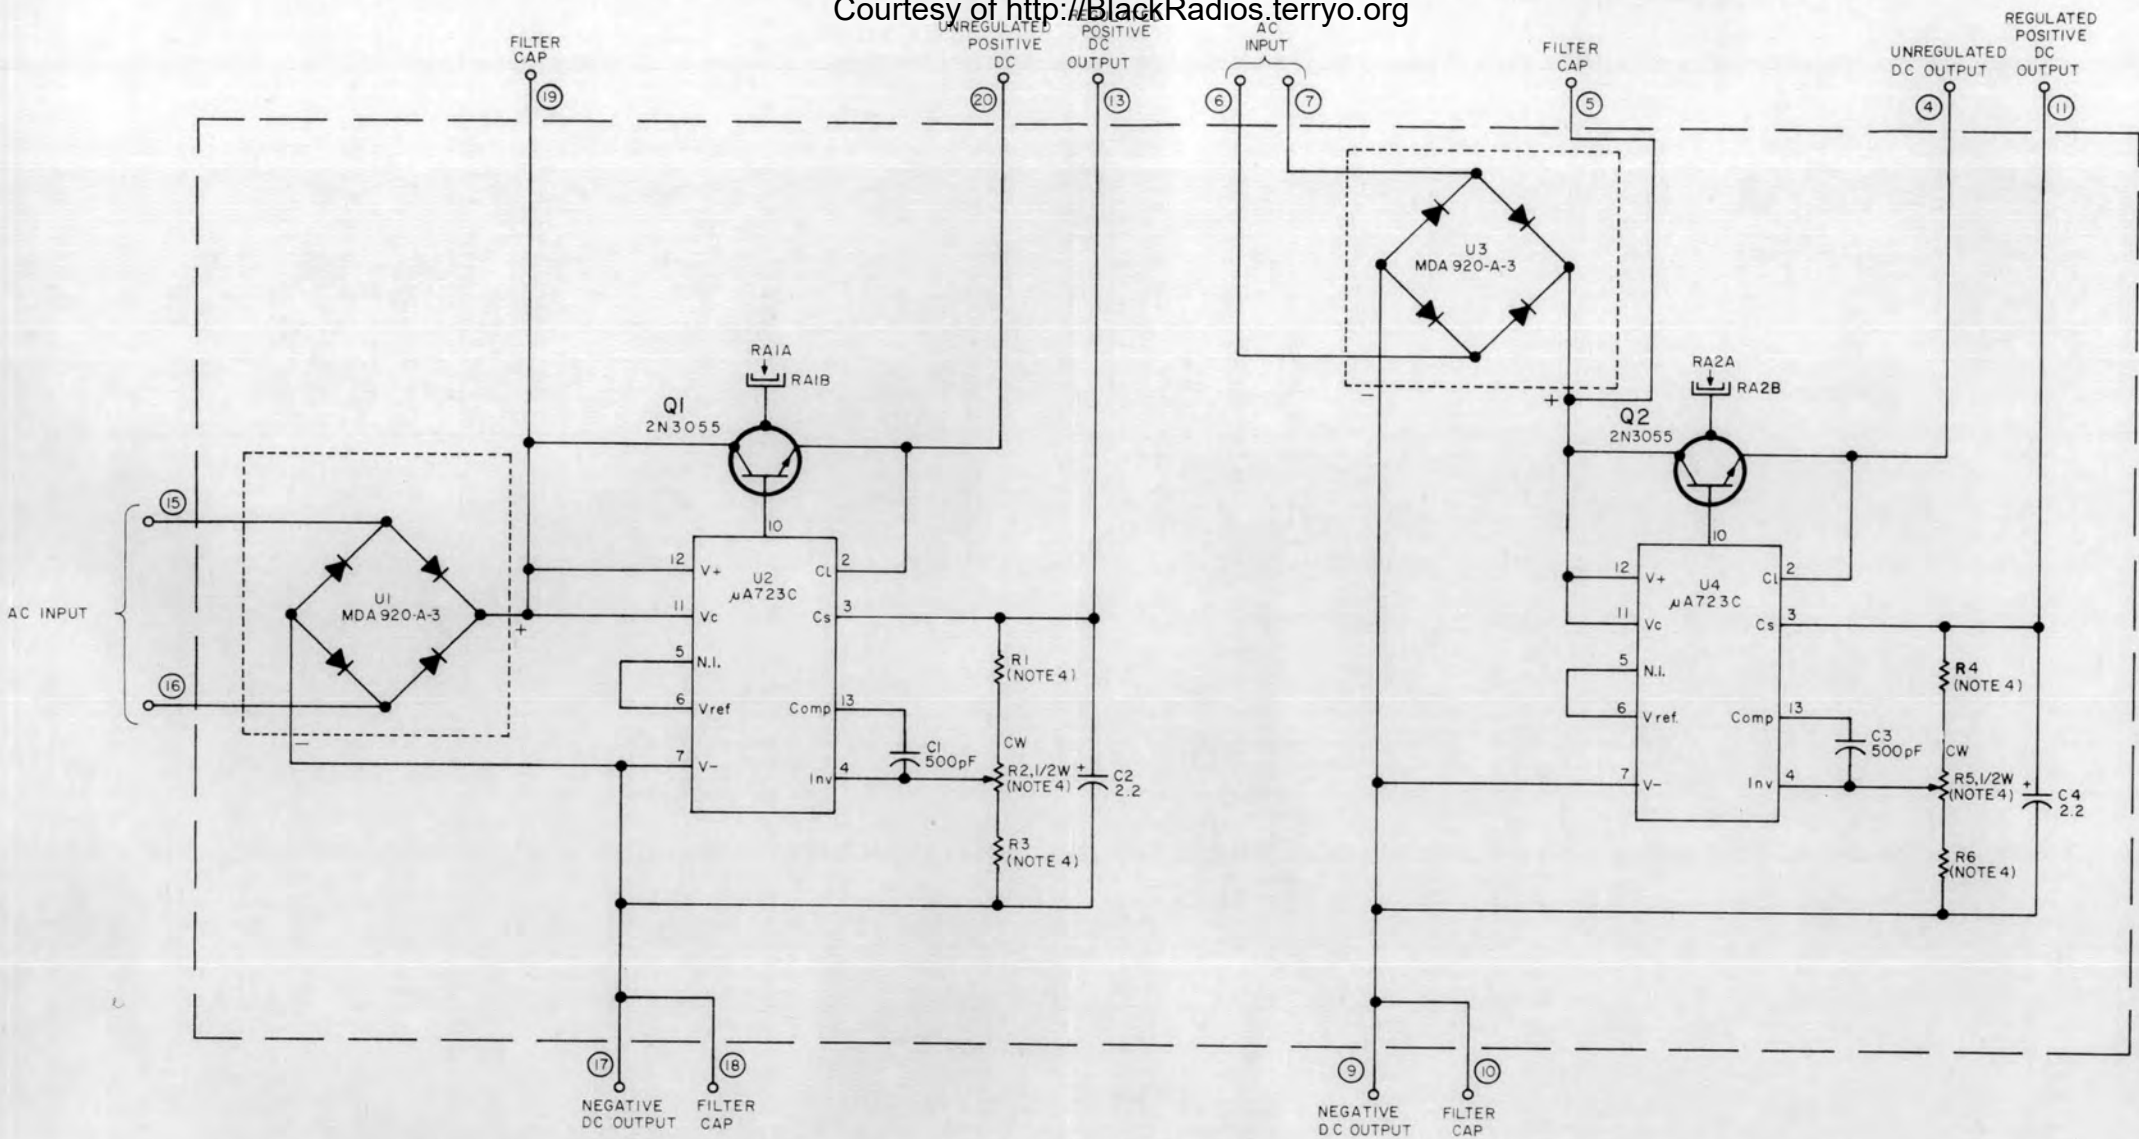 Courtesy of http://BlackRadios.terryo.org
FILTER
CAP
19
UNREGULATED
POSITIVE
DC
20
REGULATED
POSITIVE
DC
OUTPUT
13
AC
INPUT
6
7
FILTER
CAP
5
UNREGULATED
DC OUTPUT
4
REGULATED
POSITIVE
DC
OUTPUT
11
AC INPUT
15
16
U1
MDA920-A-3
+
−
RA1A
RA1B
Q1
2N3055
10
U2
μA723C
12 V+
11 Vc
5 N.I.
6 Vref
7 V−
CL 2
Cs 3
Comp 13
Inv 4
C1
500pF
R1
(NOTE 4)
CW
R2,1/2W
(NOTE 4)
R3
(NOTE 4)
+
C2
2.2
17
18
NEGATIVE
DC OUTPUT
FILTER
CAP
U3
MDA920-A-3
−
+
RA2A
RA2B
Q2
2N3055
10
U4
μA723C
12 V+
11 Vc
5 N.I.
6 Vref.
7 V−
CL 2
Cs 3
Comp 13
Inv 4
C3
500pF
R4
(NOTE 4)
CW
R5,1/2W
(NOTE 4)
R6
(NOTE 4)
+
C4
2.2
9
10
NEGATIVE
DC OUTPUT
FILTER
CAP